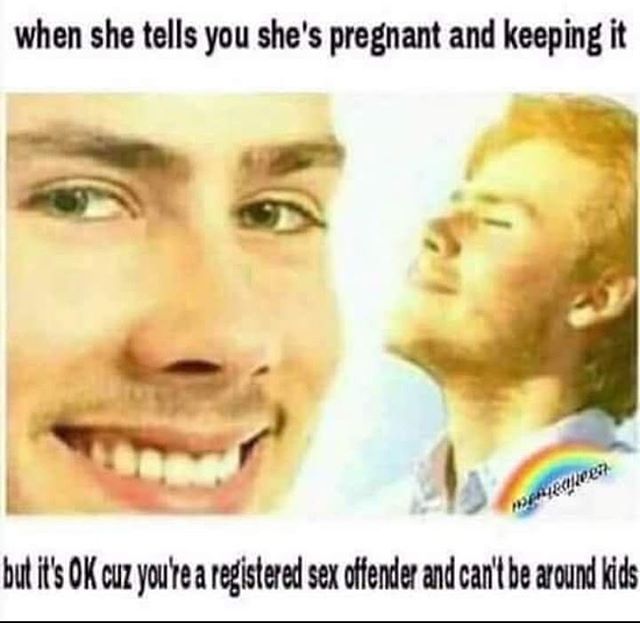 when she tells you she's pregnant and keeping it
memequeen
but it's OK cuz you're a registered sex offender and can't be around kids